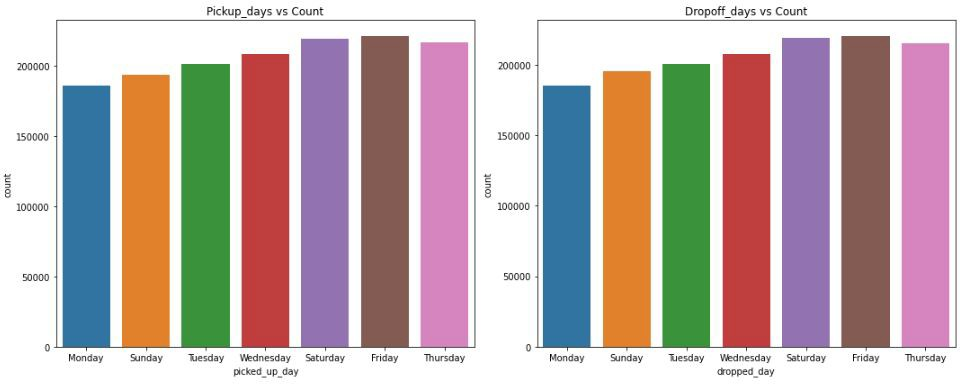 Pickup_days vs Count
count
200000
150000
100000
50000
0
Monday Sunday Tuesday Wednesday Saturday Friday Thursday
picked_up_day
Dropoff_days vs Count
count
200000
150000
100000
50000
0
Monday Sunday Tuesday Wednesday Saturday Friday Thursday
dropped_day